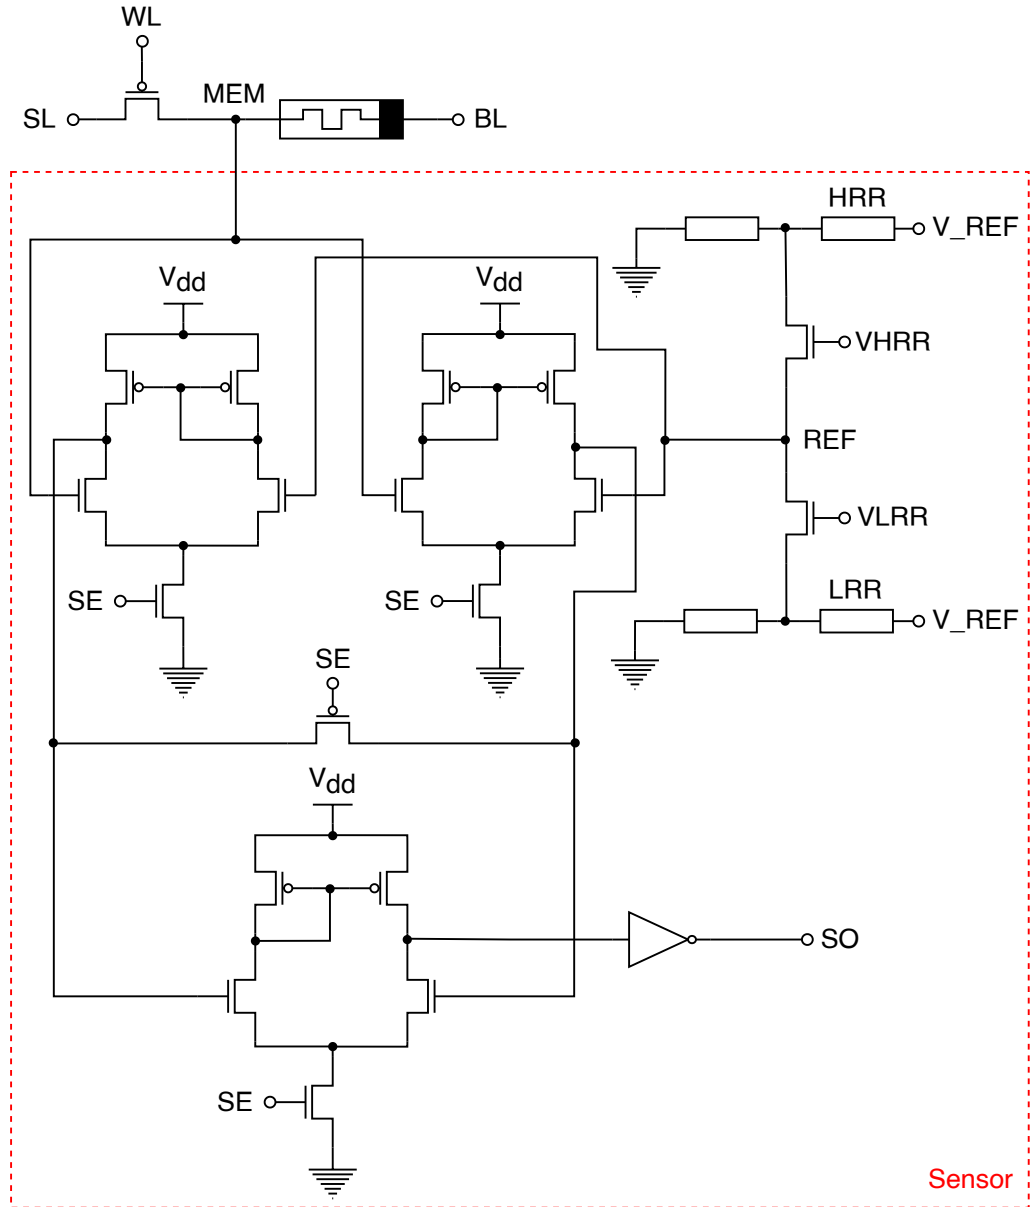 WL
MEM
SL
BL
HRR
V_REF
Vdd
Vdd
VHRR
REF
VLRR
SE
SE
LRR
V_REF
SE
Vdd
SO
SE
Sensor